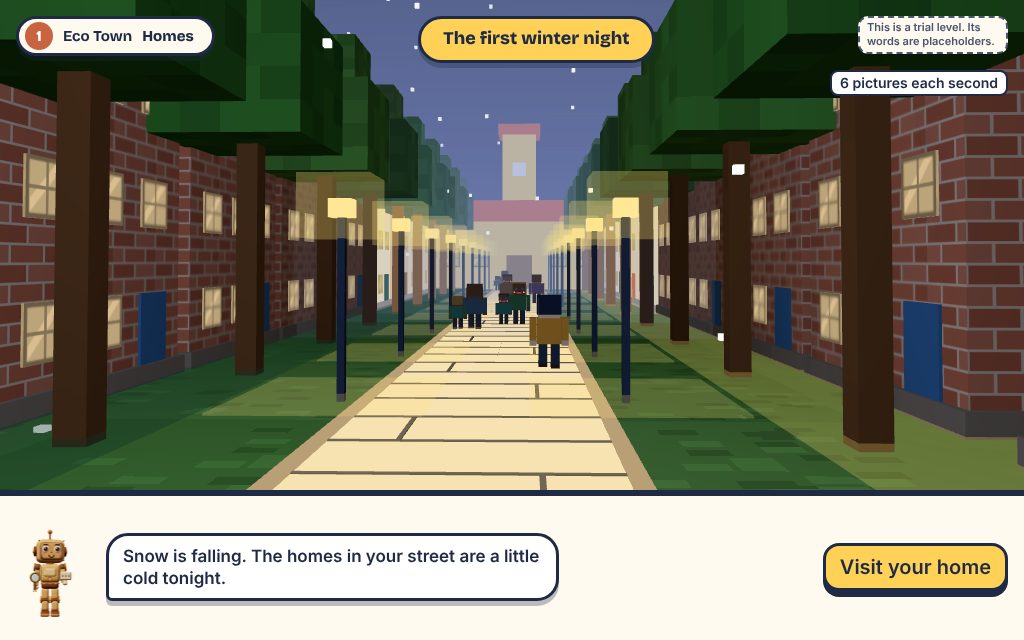 1 Eco Town Homes
The first winter night
This is a trial level. Its
words are placeholders.
6 pictures each second
Snow is falling. The homes in your street are a little
cold tonight.
Visit your home